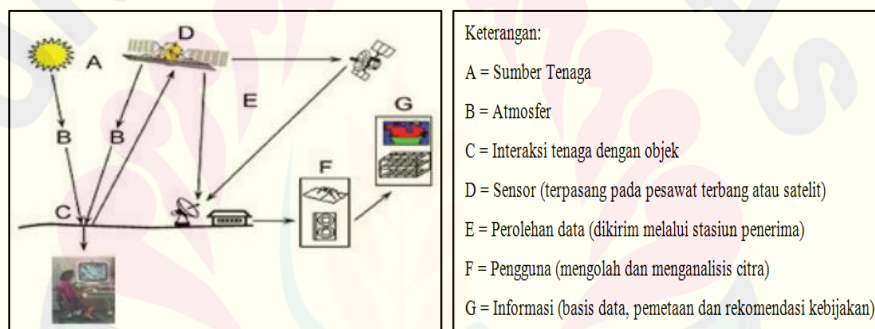 A
D
B
B
E
G
F
C
Keterangan:
A = Sumber Tenaga
B = Atmosfer
C = Interaksi tenaga dengan objek
D = Sensor (terpasang pada pesawat terbang atau satelit)
E = Perolehan data (dikirim melalui stasiun penerima)
F = Pengguna (mengolah dan menganalisis citra)
G = Informasi (basis data, pemetaan dan rekomendasi kebijakan)